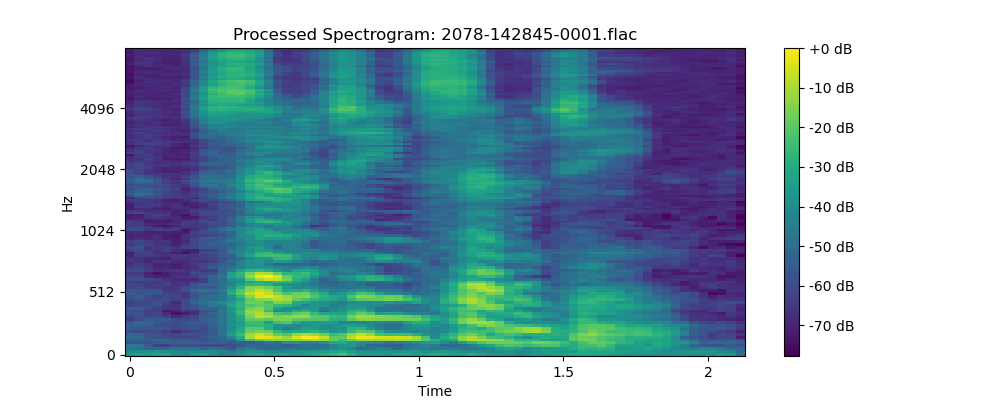 Processed Spectrogram: 2078-142845-0001.flac
Hz
4096
2048
1024
512
0
0
0.5
1
1.5
2
Time
+0 dB
-10 dB
-20 dB
-30 dB
-40 dB
-50 dB
-60 dB
-70 dB